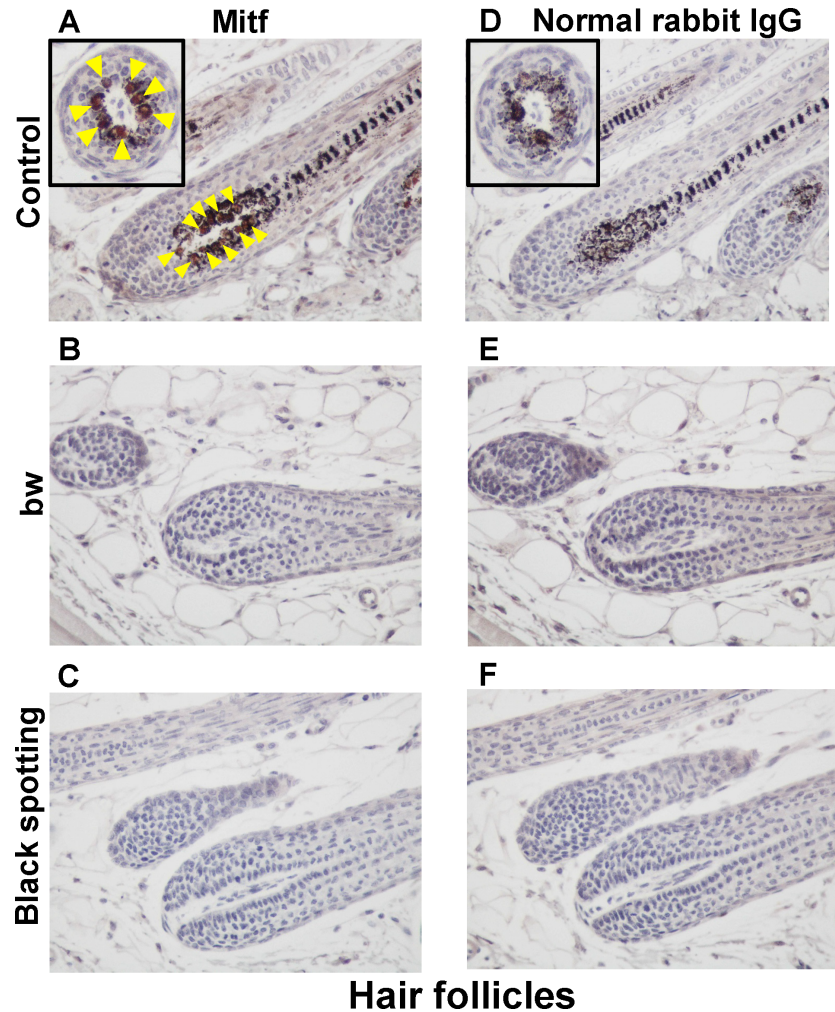 A Mitf
D Normal rabbit IgG
Control
B
E
bw
C
F
Black spotting
Hair follicles